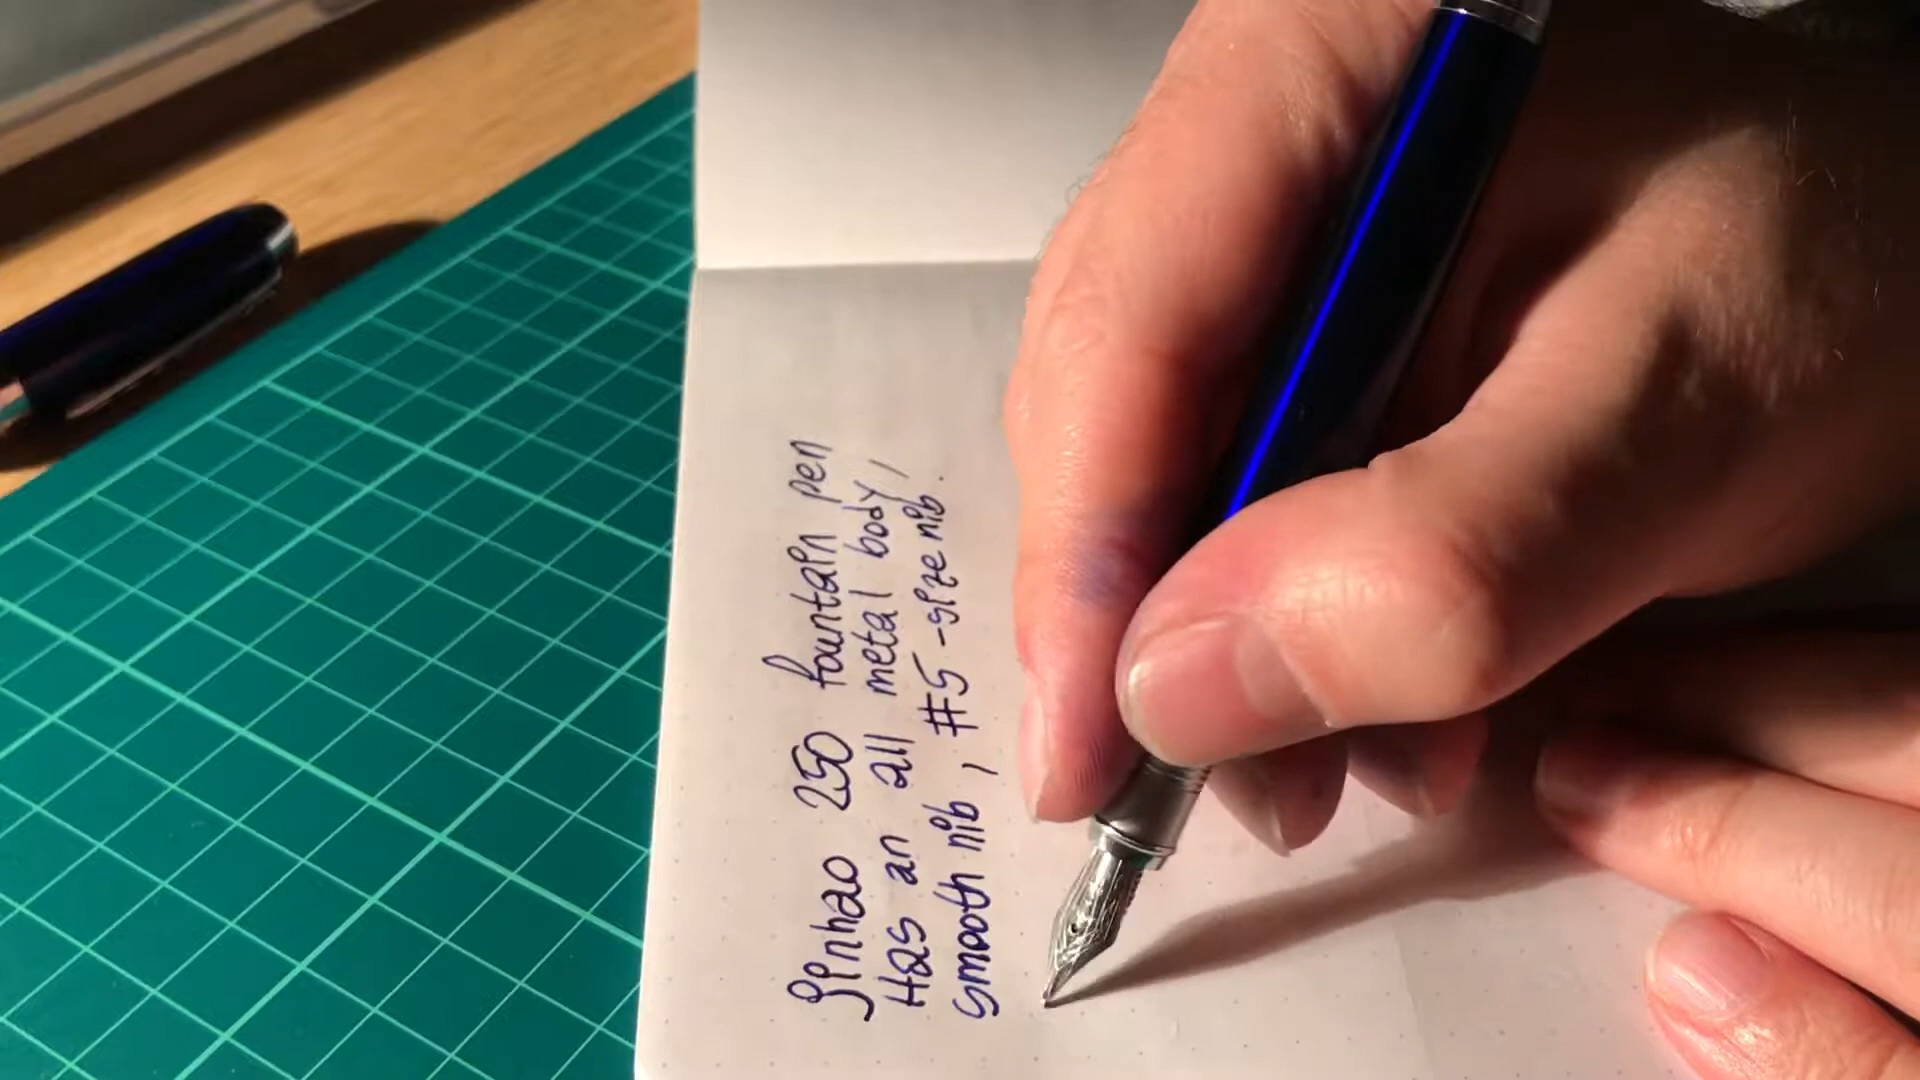 Jinhao 250 fountain pen
Has an all metal body,
smooth nib, #5-size nib.